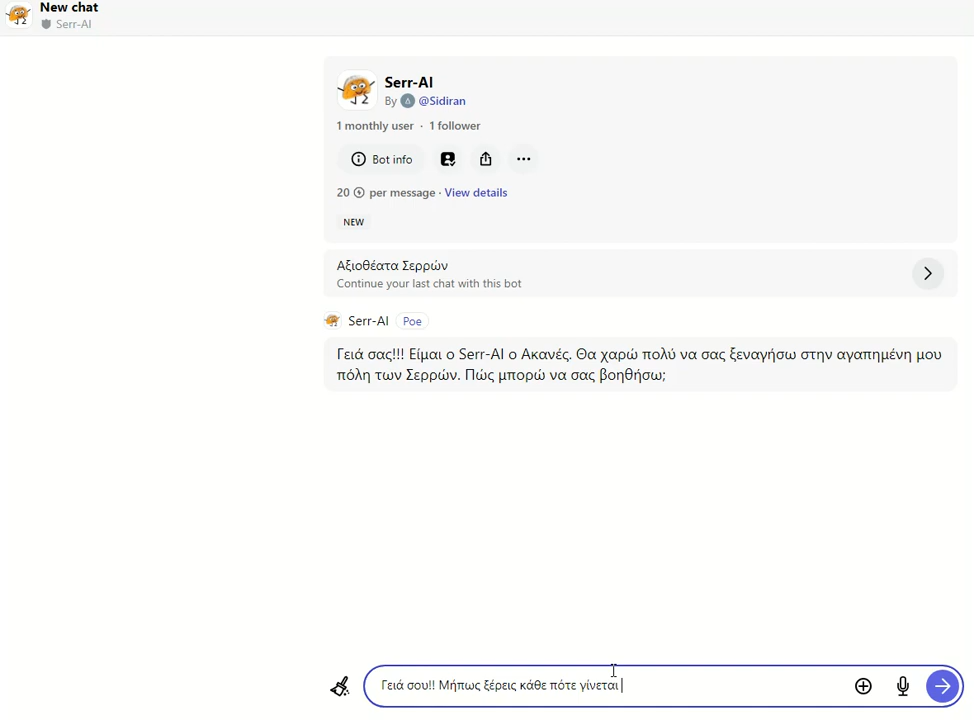 New chat
Serr-AI
Serr-AI
By @Sidiran
1 monthly user · 1 follower
Bot info
20 per message · View details
NEW
Αξιοθέατα Σερρών
Continue your last chat with this bot
Serr-AI Poe
Γειά σας!!! Είμαι ο Serr-AI ο Ακανές. Θα χαρώ πολύ να σας ξεναγήσω στην αγαπημένη μου
πόλη των Σερρών. Πώς μπορώ να σας βοηθήσω;
Γειά σου!! Μήπως ξέρεις κάθε πότε γίνεται